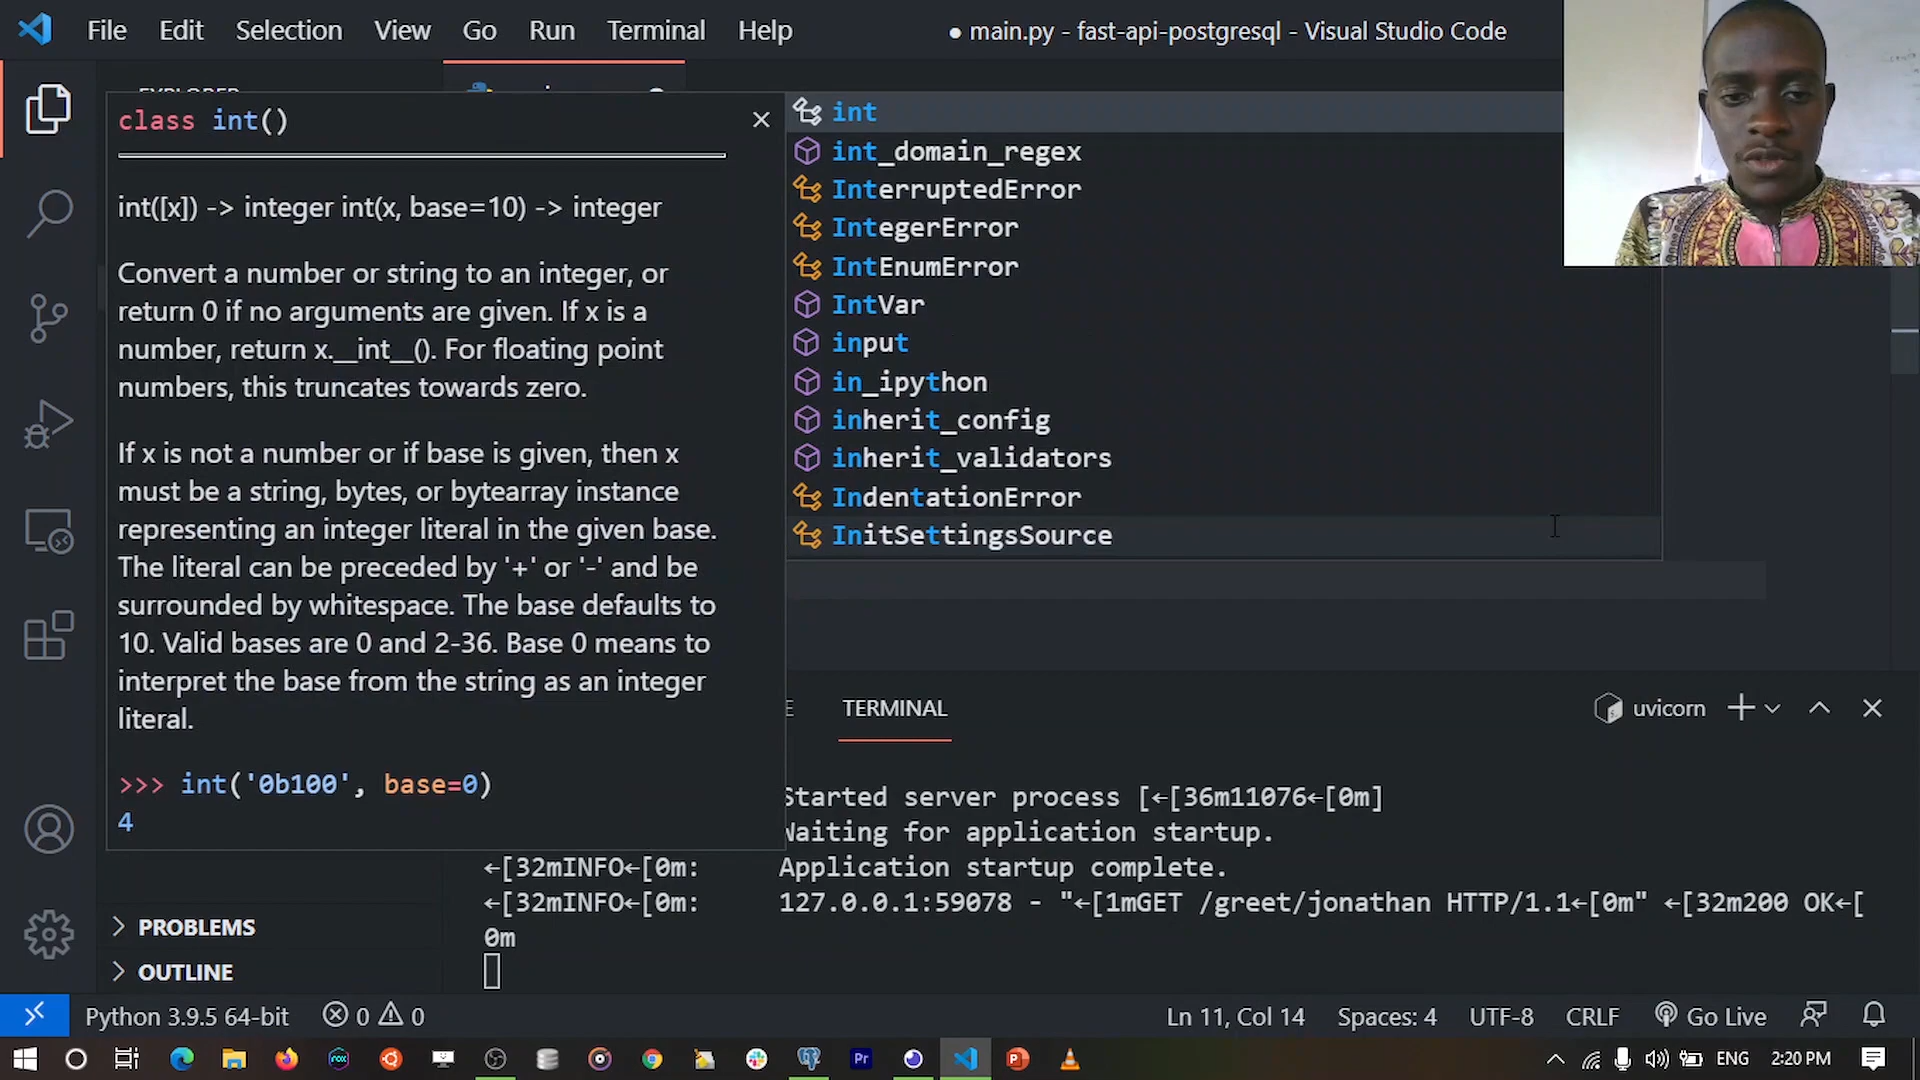 File Edit Selection View Go Run Terminal Help
● main.py - fast-api-postgresql - Visual Studio Code
class int()
int([x]) -> integer int(x, base=10) -> integer
Convert a number or string to an integer, or
return 0 if no arguments are given. If x is a
number, return x.__int__(). For floating point
numbers, this truncates towards zero.
If x is not a number or if base is given, then x
must be a string, bytes, or bytearray instance
representing an integer literal in the given base.
The literal can be preceded by '+' or '-' and be
surrounded by whitespace. The base defaults to
10. Valid bases are 0 and 2-36. Base 0 means to
interpret the base from the string as an integer
literal.
>>> int('0b100', base=0)
4
int
int_domain_regex
InterruptedError
IntegerError
IntEnumError
IntVar
input
in_ipython
inherit_config
inherit_validators
IndentationError
InitSettingsSource
TERMINAL
uvicorn
Started server process [←[36m11076←[0m]
Waiting for application startup.
←[32mINFO←[0m: Application startup complete.
←[32mINFO←[0m: 127.0.0.1:59078 - "←[1mGET /greet/jonathan HTTP/1.1←[0m" ←[32m200 OK←[
0m
PROBLEMS
OUTLINE
Python 3.9.5 64-bit 0 0 Ln 11, Col 14 Spaces: 4 UTF-8 CRLF Go Live
ENG 2:20 PM